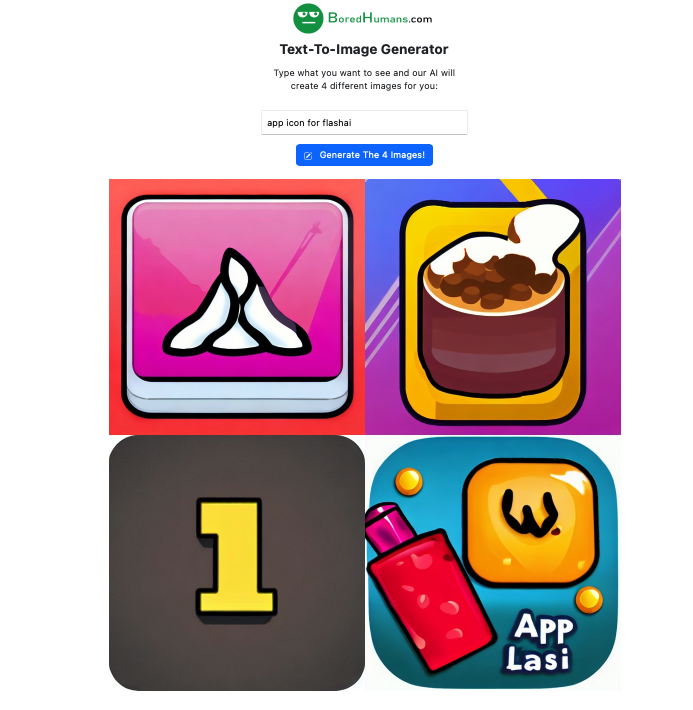 BoredHumans.com
Text-To-Image Generator
Type what you want to see and our AI will
create 4 different images for you:
app icon for flashai
Generate The 4 Images!
1
W
App
Lasi